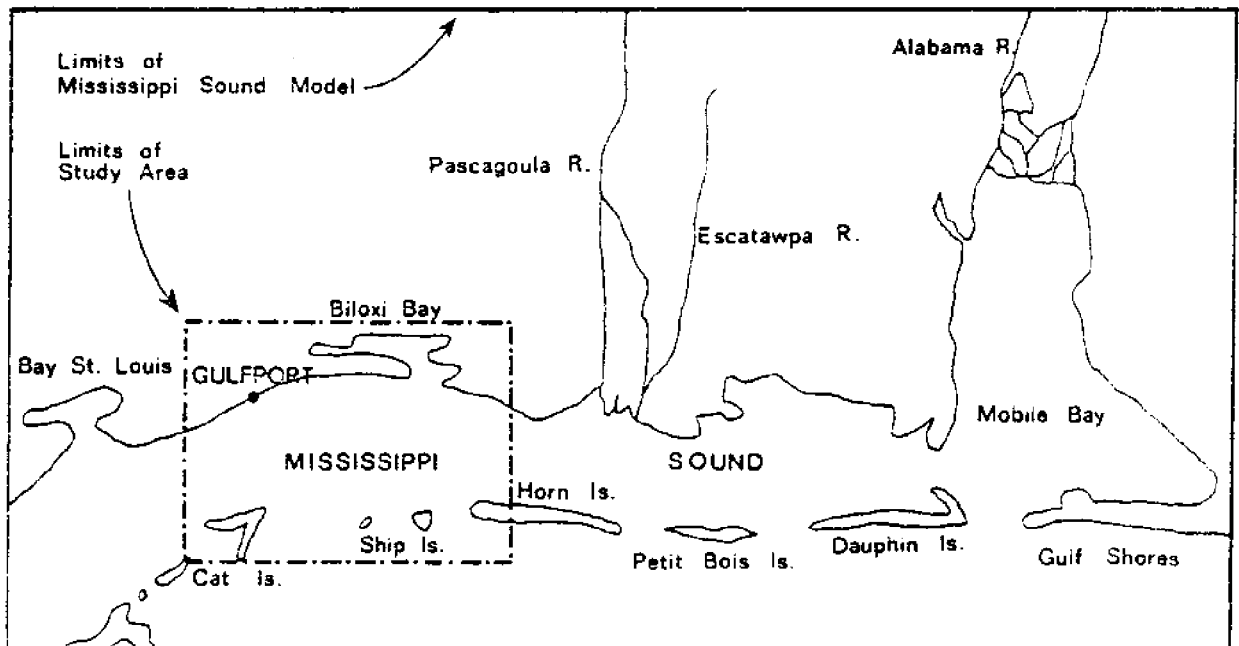 Limits of
Mississippi Sound Model
Alabama R.
Limits of
Study Area
Pascagoula R.
Escatawpa R.
Biloxi Bay
Bay St. Louis
GULFPORT
Mobile Bay
MISSISSIPPI
SOUND
Horn Is.
Ship Is.
Cat Is.
Petit Bois Is.
Dauphin Is.
Gulf Shores